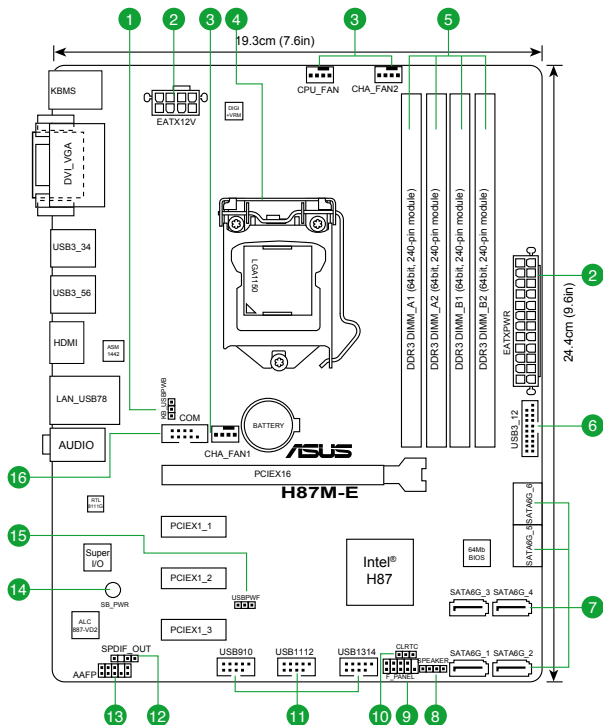 1
2
3
4
3
5
19.3cm (7.6in)
KBMS
CPU_FAN
CHA_FAN2
EATX12V
DIGI
+VRM
DVI_VGA
LGA1150
DDR3 DIMM_A1 (64bit, 240-pin module)
DDR3 DIMM_A2 (64bit, 240-pin module)
DDR3 DIMM_B1 (64bit, 240-pin module)
DDR3 DIMM_B2 (64bit, 240-pin module)
EATXPWR
2
24.4cm (9.6in)
USB3_34
USB3_56
HDMI
ASM
1442
LAN_USB78
KB_USBPWB
COM
BATTERY
USB3_12
6
AUDIO
16
CHA_FAN1
ASUS
PCIEX16
H87M-E
RTL
8111G
PCIEX1_1
SATA6G_6
SATA6G_5
15
Super
I/O
64Mb
BIOS
Intel®
H87
PCIEX1_2
14
SB_PWR
USBPWF
SATA6G_3
SATA6G_4
7
ALC
887-VD2
PCIEX1_3
SPDIF_OUT
AAFP
USB910
USB1112
USB1314
CLRTC
SPEAKER
F_PANEL
SATA6G_1
SATA6G_2
13
12
11
10
9
8